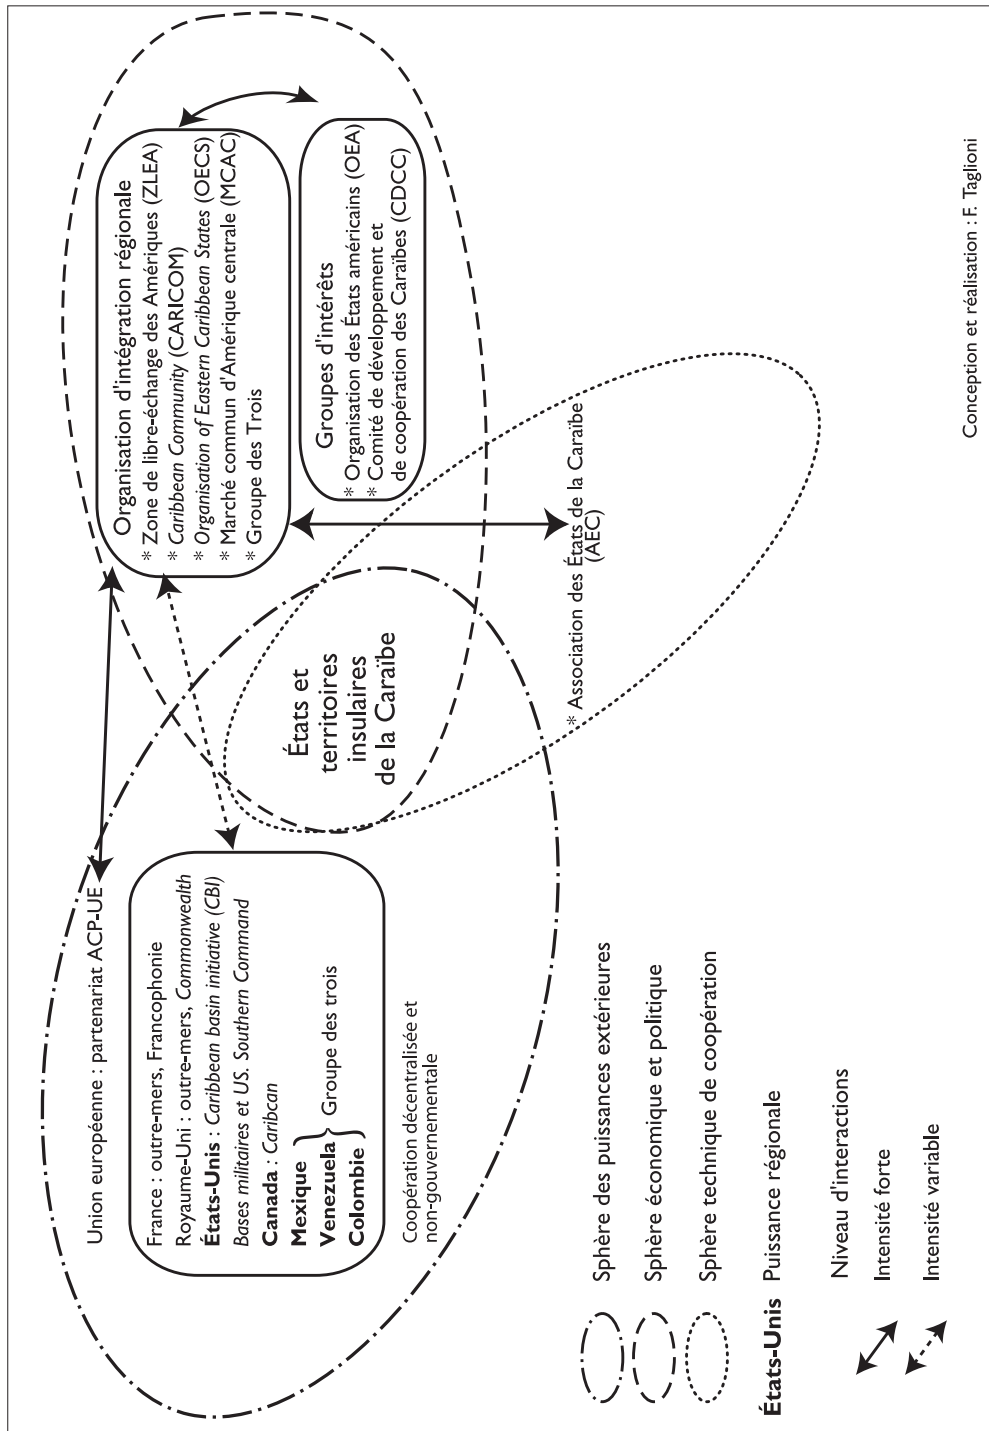 Union européenne : partenariat ACP-UE
France : outre-mers, Francophonie
Royaume-Uni : outre-mers, Commonwealth
États-Unis : Caribbean basin initiative (CBI)
Bases militaires et US. Southern Command
Canada : Caribcan
Mexique
Venezuela
Colombie
Groupe des trois
Coopération décentralisée et
non-gouvernementale
États et
territoires
insulaires
de la Caraïbe
Organisation d'intégration régionale
* Zone de libre-échange des Amériques (ZLEA)
* Caribbean Community (CARICOM)
* Organisation of Eastern Caribbean States (OECS)
* Marché commun d'Amérique centrale (MCAC)
* Groupe des Trois
Groupes d'intérêts
* Organisation des États américains (OEA)
* Comité de développement et
de coopération des Caraïbes (CDCC)
* Association des États de la Caraïbe
(AEC)
Sphère des puissances extérieures
Sphère économique et politique
Sphère technique de coopération
États-Unis Puissance régionale
Niveau d'interactions
Intensité forte
Intensité variable
Conception et réalisation : F. Taglioni